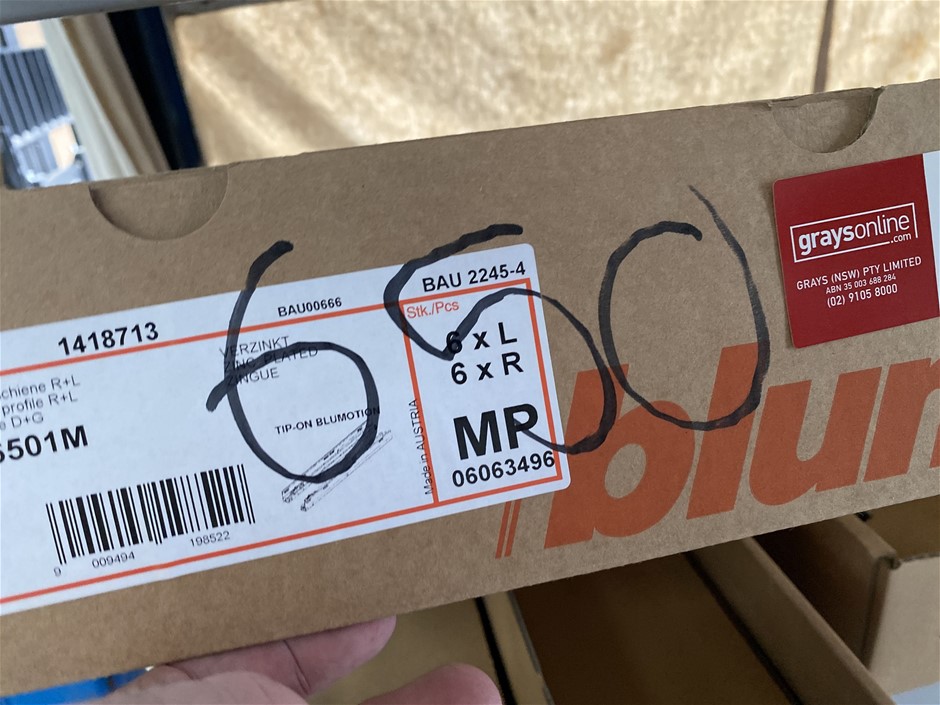 650
1418713
BAU00666
BAU 2245-4
VERZINKT
ZINC PLATED
ZINGUE
Stk./Pcs
6 x L
6 x R
profile R+L
e D+G
6501M
TIP-ON BLUMOTION
Made in AUSTRIA
MP
06063496
9 009494 198522
blum
graysonline
.com
GRAYS (NSW) PTY LIMITED
ABN 35 003 688 284
(02) 9105 8000